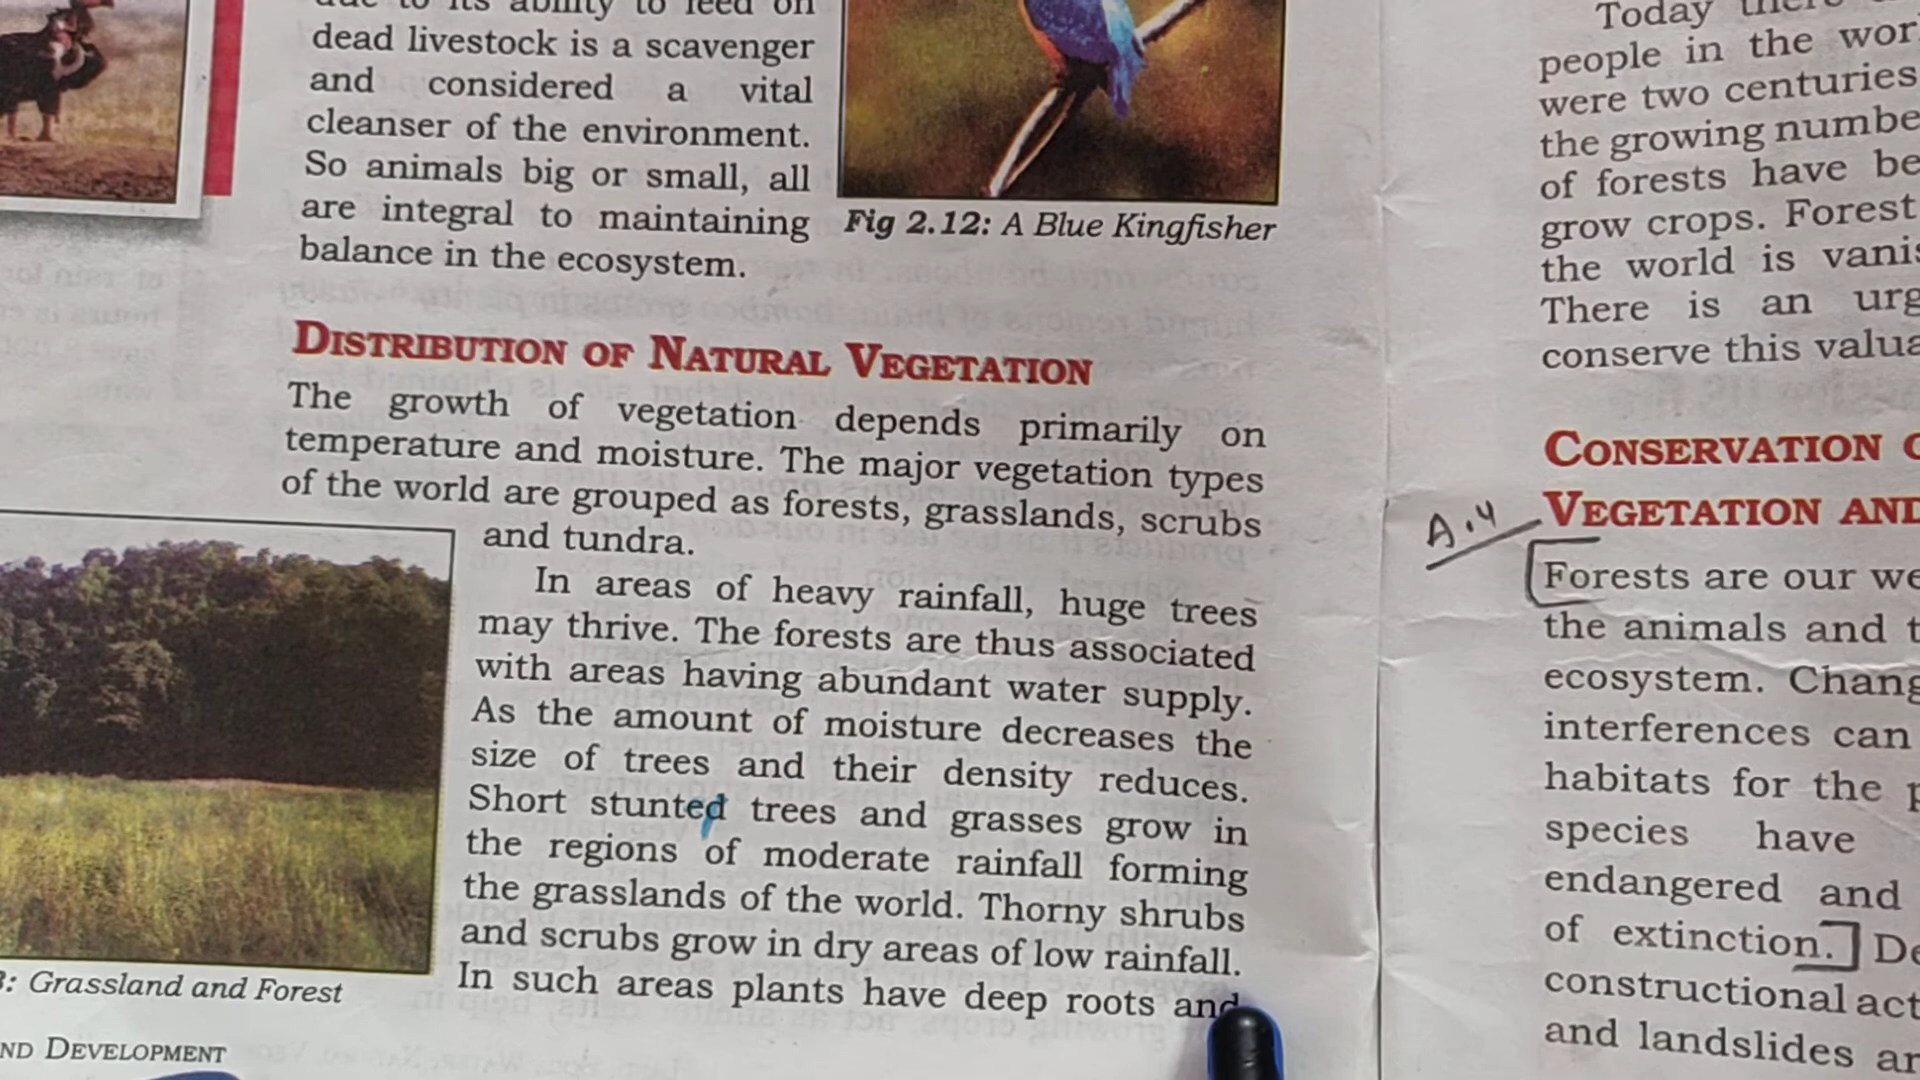 due to its ability to feed on
dead livestock is a scavenger
and considered a vital
cleanser of the environment.
So animals big or small, all
are integral to maintaining
balance in the ecosystem.
Fig 2.12: A Blue Kingfisher
DISTRIBUTION OF NATURAL VEGETATION
The growth of vegetation depends primarily on
temperature and moisture. The major vegetation types
of the world are grouped as forests, grasslands, scrubs
and tundra.
In areas of heavy rainfall, huge trees
may thrive. The forests are thus associated
with areas having abundant water supply.
As the amount of moisture decreases the
size of trees and their density reduces.
Short stunted trees and grasses grow in
the regions of moderate rainfall forming
the grasslands of the world. Thorny shrubs
and scrubs grow in dry areas of low rainfall.
In such areas plants have deep roots and
: Grassland and Forest
ND DEVELOPMENT
Today there
people in the wor
were two centuries
the growing numbe
of forests have be
grow crops. Forest
the world is vanis
There is an urg
conserve this valua
CONSERVATION
A.4
VEGETATION AND
Forests are our we
the animals and t
ecosystem. Chang
interferences can
habitats for the p
species have
endangered and
of extinction. De
constructional act
and landslides ar